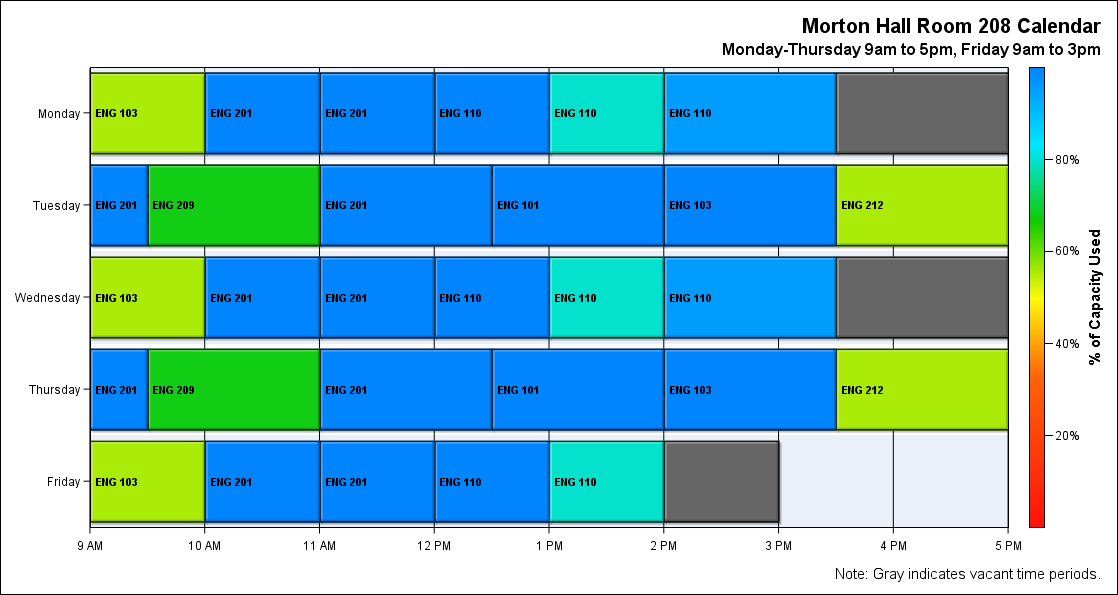 Morton Hall Room 208 Calendar
Monday-Thursday 9am to 5pm, Friday 9am to 3pm
Monday
ENG 103
ENG 201
ENG 201
ENG 110
ENG 110
ENG 110
Tuesday
ENG 201
ENG 209
ENG 201
ENG 101
ENG 103
ENG 212
Wednesday
ENG 103
ENG 201
ENG 201
ENG 110
ENG 110
ENG 110
Thursday
ENG 201
ENG 209
ENG 201
ENG 101
ENG 103
ENG 212
Friday
ENG 103
ENG 201
ENG 201
ENG 110
ENG 110
9 AM
10 AM
11 AM
12 PM
1 PM
2 PM
3 PM
4 PM
5 PM
80%
60%
40%
20%
% of Capacity Used
Note: Gray indicates vacant time periods.